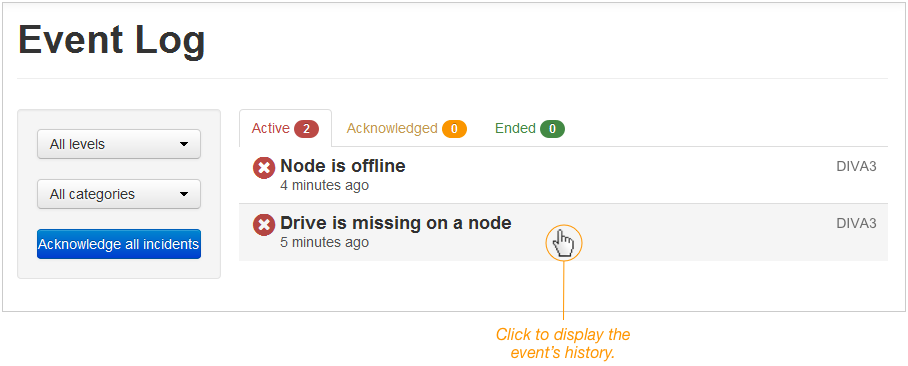 Event Log
All levels
All categories
Acknowledge all incidents
Active 2 Acknowledged 0 Ended 0
Node is offline DIVA3
4 minutes ago
Drive is missing on a node DIVA3
5 minutes ago
Click to display the
event's history.